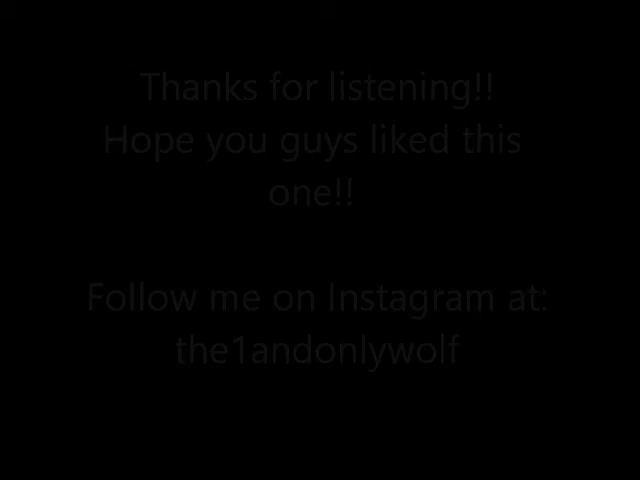 Thanks for listening!!
Hope you guys liked this
one!!
Follow me on Instagram at:
the1andonlywolf